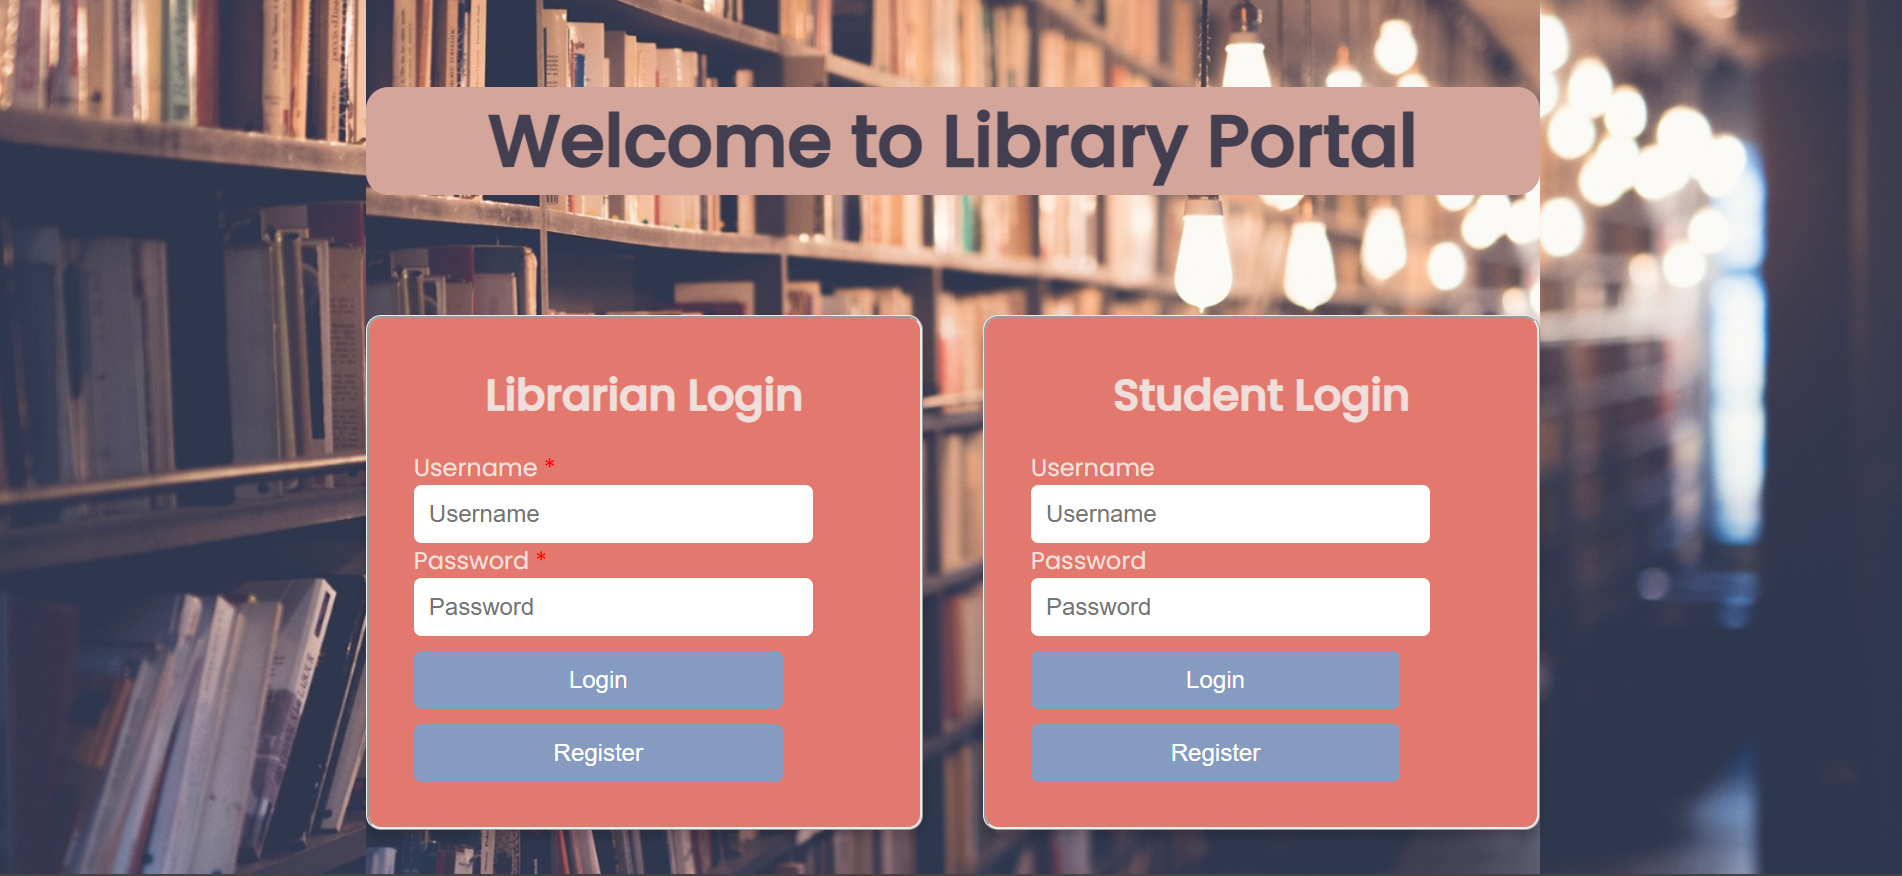 Welcome to Library Portal
Librarian Login
Username *
Username
Password *
Password
Login
Register
Student Login
Username
Username
Password
Password
Login
Register